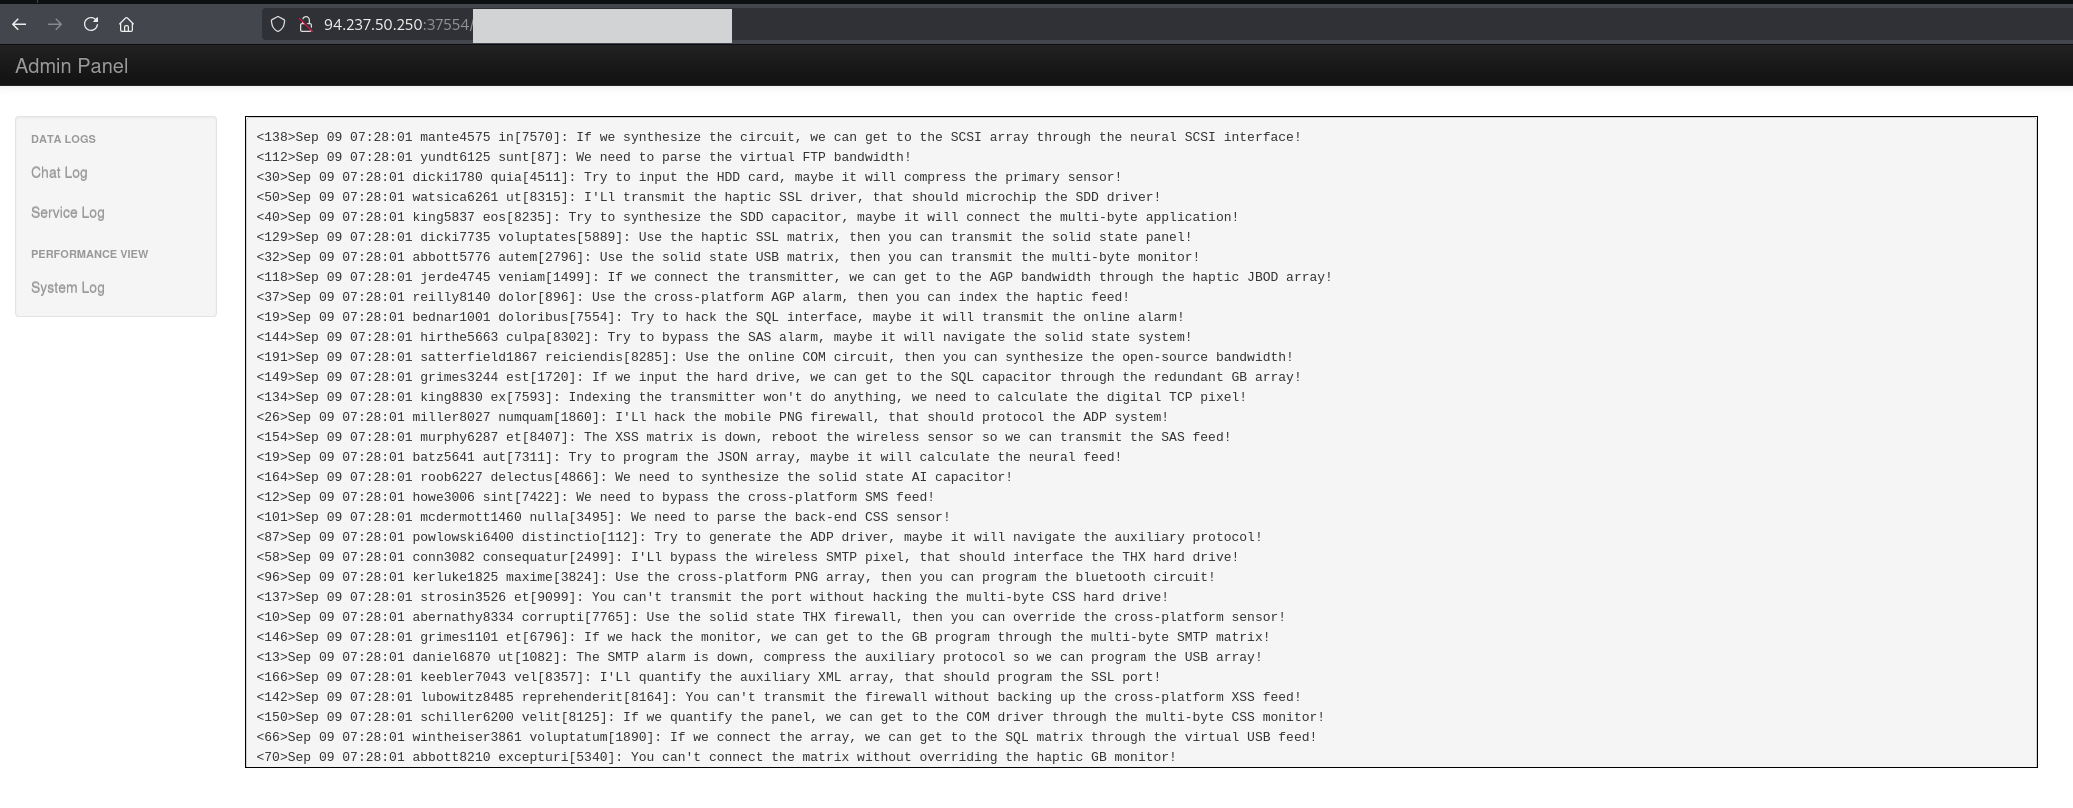 94.237.50.250:37554/
Admin Panel
DATA LOGS
Chat Log
Service Log
PERFORMANCE VIEW
System Log
<138>Sep 09 07:28:01 mante4575 in[7570]: If we synthesize the circuit, we can get to the SCSI array through the neural SCSI interface!
<112>Sep 09 07:28:01 yundt6125 sunt[87]: We need to parse the virtual FTP bandwidth!
<30>Sep 09 07:28:01 dicki1780 quia[4511]: Try to input the HDD card, maybe it will compress the primary sensor!
<50>Sep 09 07:28:01 watsica6261 ut[8315]: I'Ll transmit the haptic SSL driver, that should microchip the SDD driver!
<40>Sep 09 07:28:01 king5837 eos[8235]: Try to synthesize the SDD capacitor, maybe it will connect the multi-byte application!
<129>Sep 09 07:28:01 dicki7735 voluptates[5889]: Use the haptic SSL matrix, then you can transmit the solid state panel!
<32>Sep 09 07:28:01 abbott5776 autem[2796]: Use the solid state USB matrix, then you can transmit the multi-byte monitor!
<118>Sep 09 07:28:01 jerde4745 veniam[1499]: If we connect the transmitter, we can get to the AGP bandwidth through the haptic JBOD array!
<37>Sep 09 07:28:01 reilly8140 dolor[896]: Use the cross-platform AGP alarm, then you can index the haptic feed!
<19>Sep 09 07:28:01 bednar1001 doloribus[7554]: Try to hack the SQL interface, maybe it will transmit the online alarm!
<144>Sep 09 07:28:01 hirthe5663 culpa[8302]: Try to bypass the SAS alarm, maybe it will navigate the solid state system!
<191>Sep 09 07:28:01 satterfield1867 reiciendis[8285]: Use the online COM circuit, then you can synthesize the open-source bandwidth!
<149>Sep 09 07:28:01 grimes3244 est[1720]: If we input the hard drive, we can get to the SQL capacitor through the redundant GB array!
<134>Sep 09 07:28:01 king8830 ex[7593]: Indexing the transmitter won't do anything, we need to calculate the digital TCP pixel!
<26>Sep 09 07:28:01 miller8027 numquam[1860]: I'Ll hack the mobile PNG firewall, that should protocol the ADP system!
<154>Sep 09 07:28:01 murphy6287 et[8407]: The XSS matrix is down, reboot the wireless sensor so we can transmit the SAS feed!
<19>Sep 09 07:28:01 batz5641 aut[7311]: Try to program the JSON array, maybe it will calculate the neural feed!
<164>Sep 09 07:28:01 roob6227 delectus[4866]: We need to synthesize the solid state AI capacitor!
<12>Sep 09 07:28:01 howe3006 sint[7422]: We need to bypass the cross-platform SMS feed!
<101>Sep 09 07:28:01 mcdermott1460 nulla[3495]: We need to parse the back-end CSS sensor!
<87>Sep 09 07:28:01 powlowski6400 distinctio[112]: Try to generate the ADP driver, maybe it will navigate the auxiliary protocol!
<58>Sep 09 07:28:01 conn3082 consequatur[2499]: I'Ll bypass the wireless SMTP pixel, that should interface the THX hard drive!
<96>Sep 09 07:28:01 kerluke1825 maxime[3824]: Use the cross-platform PNG array, then you can program the bluetooth circuit!
<137>Sep 09 07:28:01 strosin3526 et[9099]: You can't transmit the port without hacking the multi-byte CSS hard drive!
<10>Sep 09 07:28:01 abernathy8334 corrupti[7765]: Use the solid state THX firewall, then you can override the cross-platform sensor!
<146>Sep 09 07:28:01 grimes1101 et[6796]: If we hack the monitor, we can get to the GB program through the multi-byte SMTP matrix!
<13>Sep 09 07:28:01 daniel6870 ut[1082]: The SMTP alarm is down, compress the auxiliary protocol so we can program the USB array!
<166>Sep 09 07:28:01 keebler7043 vel[8357]: I'Ll quantify the auxiliary XML array, that should program the SSL port!
<142>Sep 09 07:28:01 lubowitz8485 reprehenderit[8164]: You can't transmit the firewall without backing up the cross-platform XSS feed!
<150>Sep 09 07:28:01 schiller6200 velit[8125]: If we quantify the panel, we can get to the COM driver through the multi-byte CSS monitor!
<66>Sep 09 07:28:01 wintheiser3861 voluptatum[1890]: If we connect the array, we can get to the SQL matrix through the virtual USB feed!
<70>Sep 09 07:28:01 abbott8210 excepturi[5340]: You can't connect the matrix without overriding the haptic GB monitor!